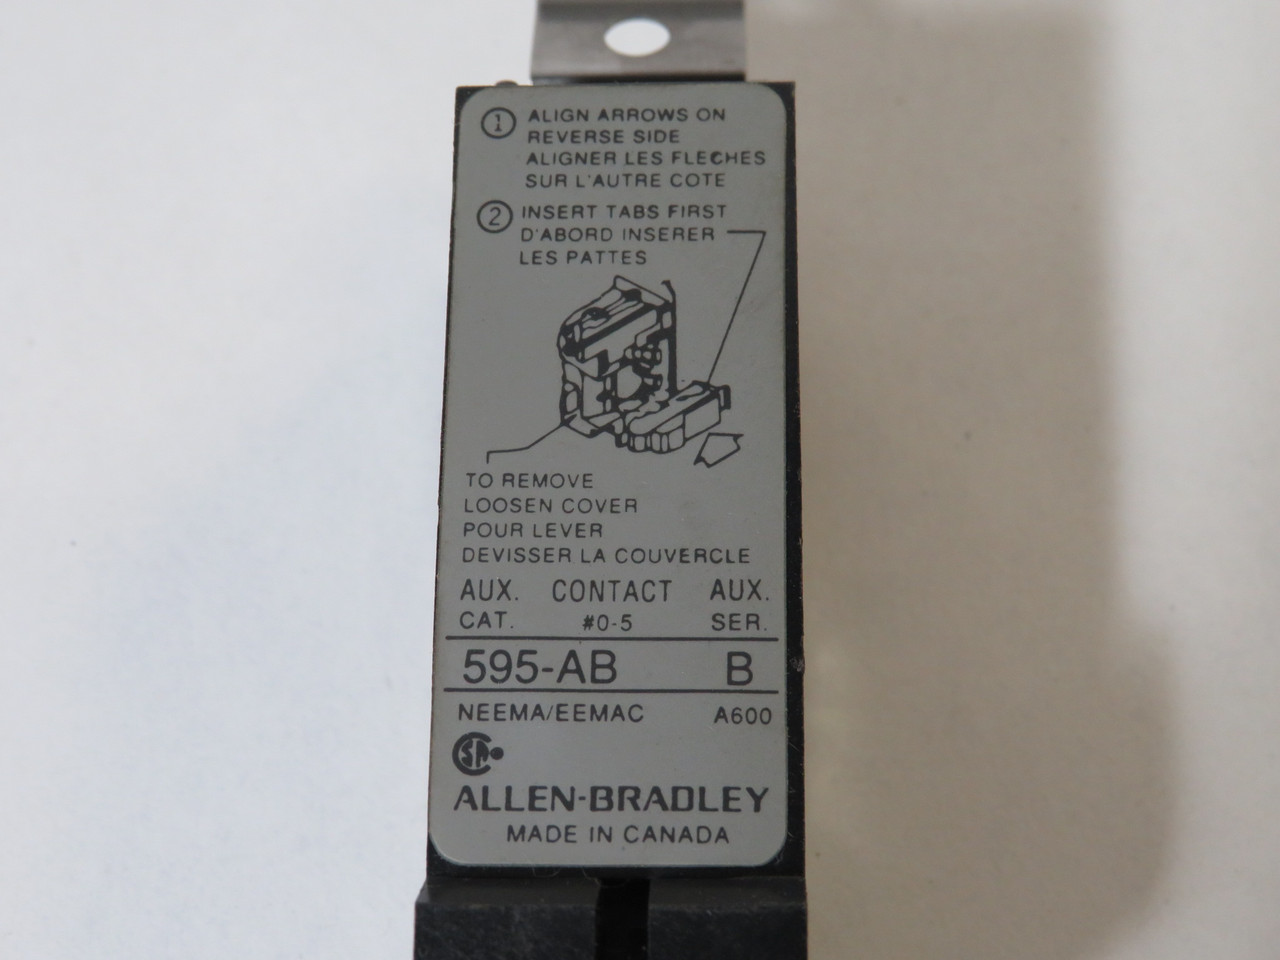 1 ALIGN ARROWS ON
REVERSE SIDE
ALIGNER LES FLECHES
SUR L'AUTRE COTE
2 INSERT TABS FIRST
D'ABORD INSERER
LES PATTES
TO REMOVE
LOOSEN COVER
POUR LEVER
DEVISSER LA COUVERCLE
AUX. CONTACT AUX.
CAT. #0-5 SER.
595-AB B
NEEMA/EEMAC A600
SA
ALLEN-BRADLEY
MADE IN CANADA